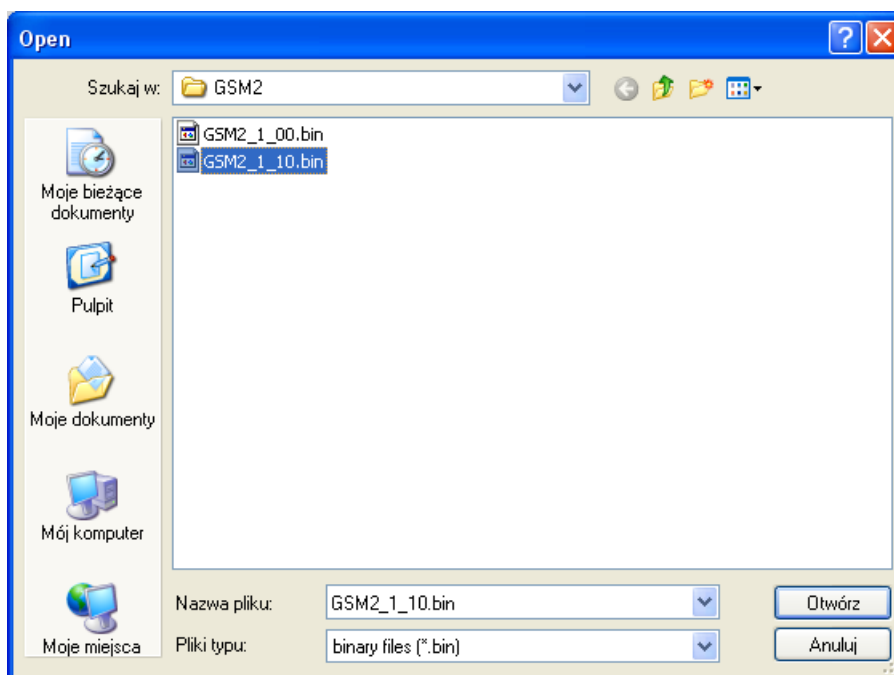 Open
Szukaj w: GSM2
GSM2_1_00.bin
GSM2_1_10.bin
Moje bieżące
dokumenty
Pulpit
Moje dokumenty
Mój komputer
Moje miejsca
Nazwa pliku: GSM2_1_10.bin Otwórz
Pliki typu: binary files (*.bin) Anuluj